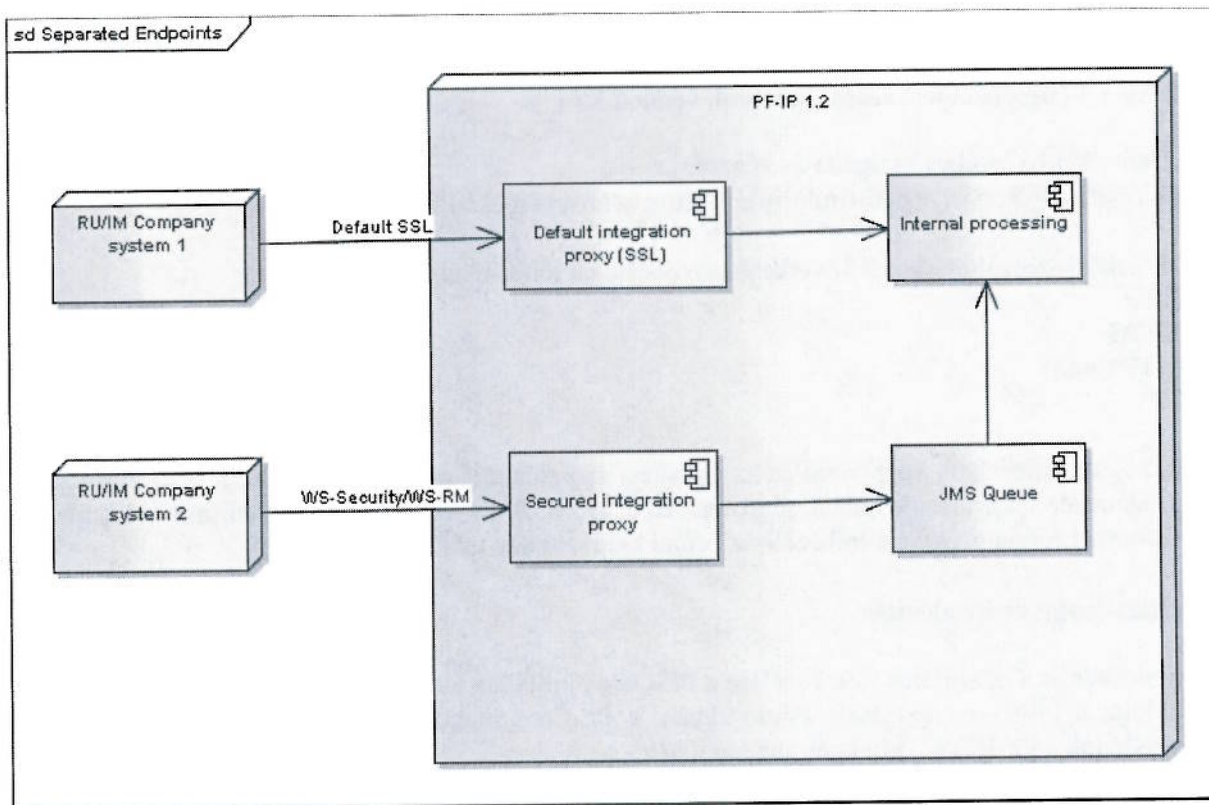 sd Separated Endpoints
PF-IP 1.2
RU/IM Company
system 1
Default SSL
Default integration
proxy (SSL)
Internal processing
RU/IM Company
system 2
WS-Security/WS-RM
Secured integration
proxy
JMS Queue